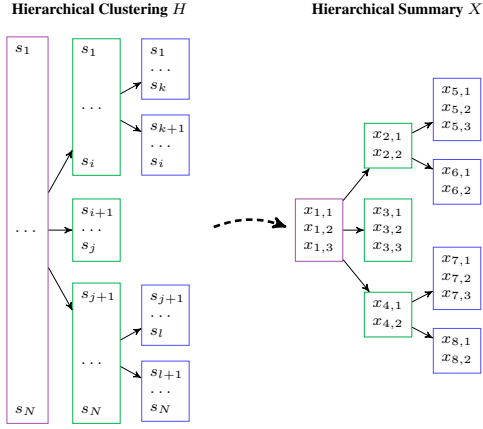 Hierarchical Clustering H
Hierarchical Summary X
s1
...
sN
s1
...
si
si+1
...
sj
sj+1
...
sN
s1
...
sk
sk+1
...
si
sj+1
...
sl
sl+1
...
sN
x1,1
x1,2
x1,3
x2,1
x2,2
x3,1
x3,2
x3,3
x4,1
x4,2
x5,1
x5,2
x5,3
x6,1
x6,2
x7,1
x7,2
x7,3
x8,1
x8,2